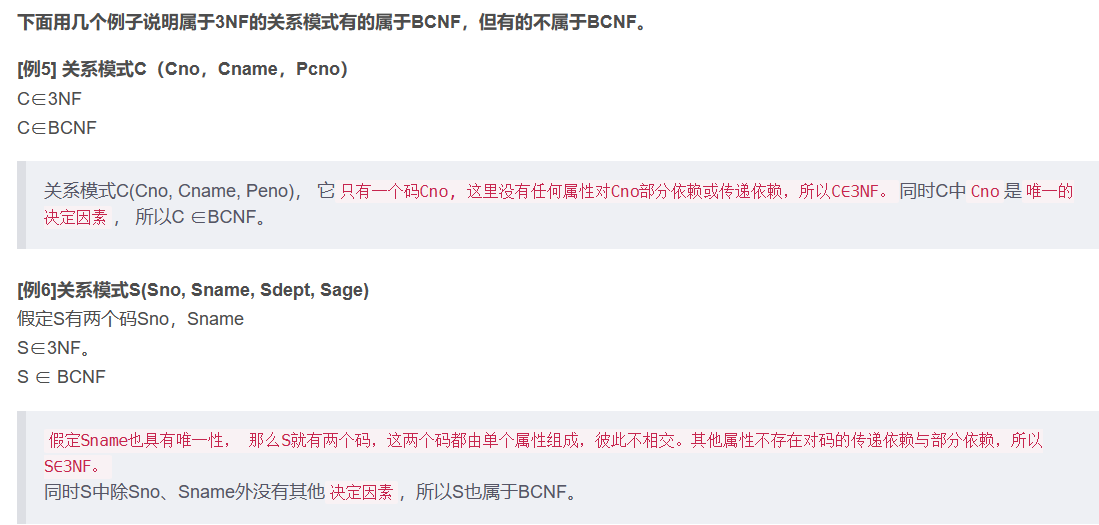 下面用几个例子说明属于3NF的关系模式有的属于BCNF，但有的不属于BCNF。
[例5] 关系模式C（Cno，Cname，Pcno）
C∈3NF
C∈BCNF
关系模式C(Cno, Cname, Peno)， 它 只有一个码Cno, 这里没有任何属性对Cno部分依赖或传递依赖，所以C∈3NF。 同时C中 Cno 是 唯一的
决定因素 ， 所以C ∈BCNF。
[例6]关系模式S(Sno, Sname, Sdept, Sage)
假定S有两个码Sno，Sname
S∈3NF。
S ∈ BCNF
假定Sname也具有唯一性， 那么S就有两个码，这两个码都由单个属性组成，彼此不相交。其他属性不存在对码的传递依赖与部分依赖，所以
S∈3NF。
同时S中除Sno、Sname外没有其他 决定因素 ，所以S也属于BCNF。